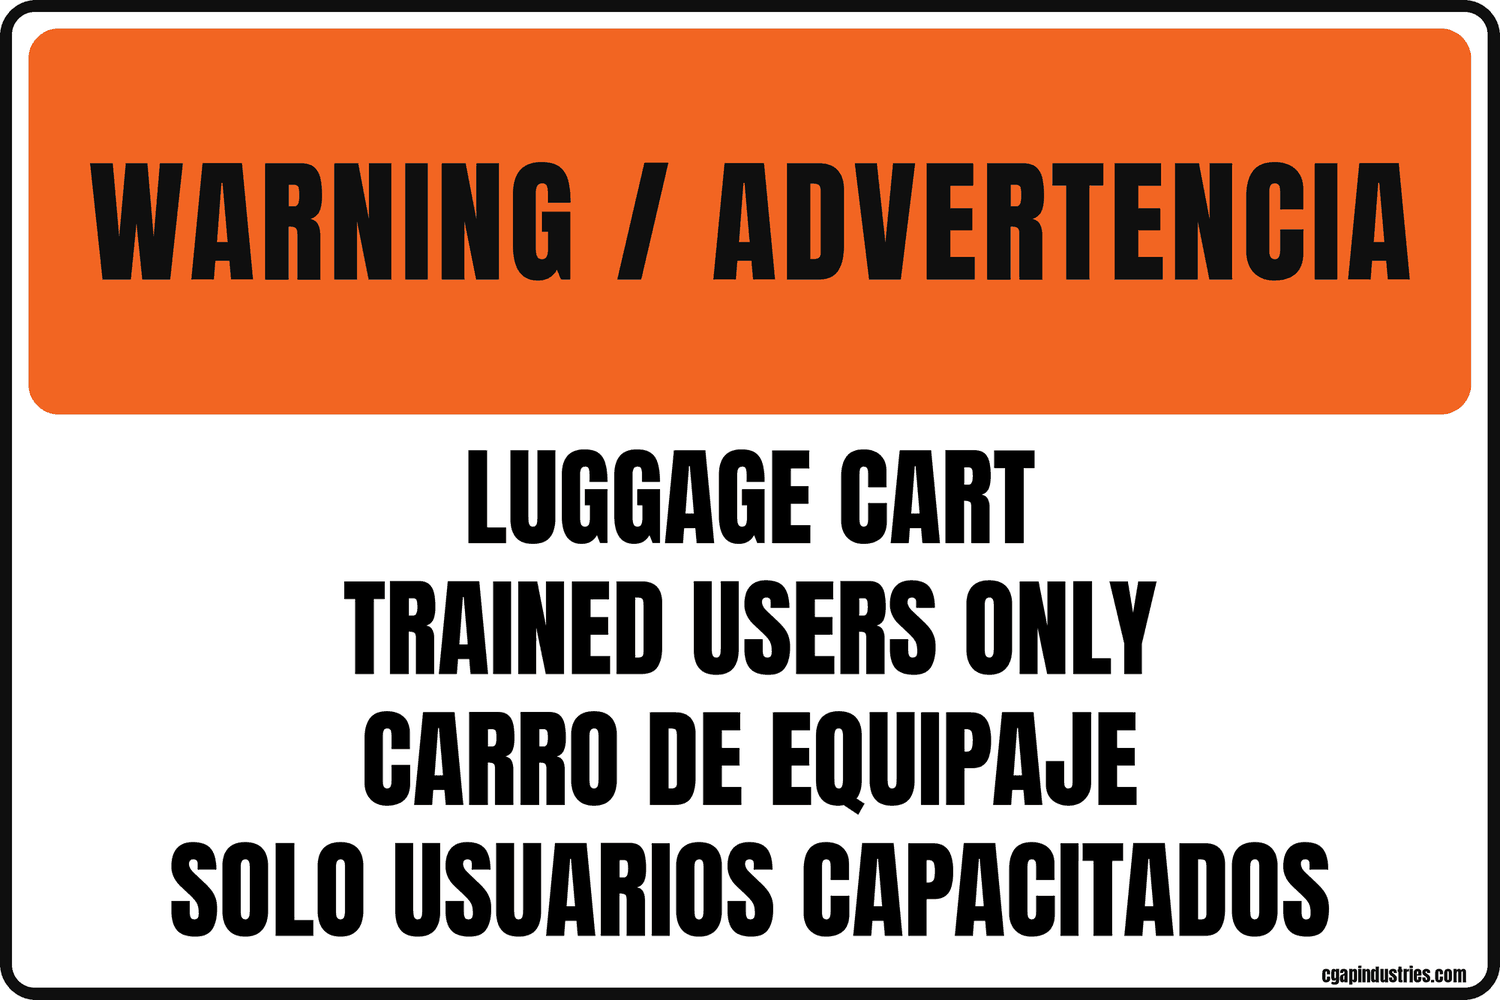 WARNING / ADVERTENCIA
LUGGAGE CART
TRAINED USERS ONLY
CARRO DE EQUIPAJE
SOLO USUARIOS CAPACITADOS
cgapindustries.com